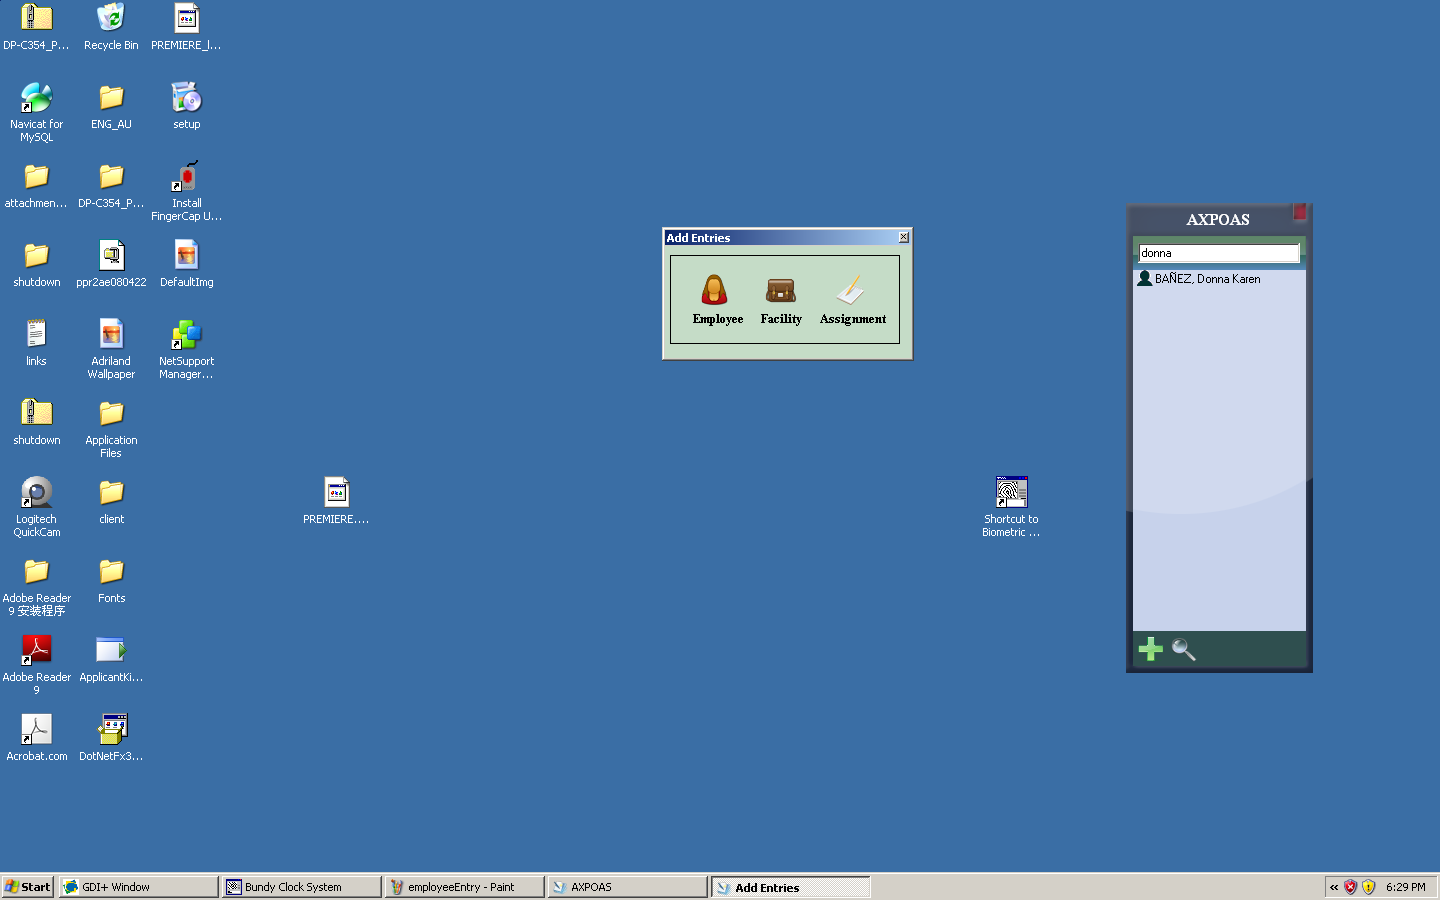 DP-C354_P...
Recycle Bin
PREMIERE_l...
Navicat for
MySQL
ENG_AU
setup
attachmen...
DP-C354_P...
Install
FingerCap U...
shutdown
ppr2ae080422
DefaultImg
links
Adriland
Wallpaper
NetSupport
Manager...
shutdown
Application
Files
Logitech
QuickCam
client
PREMIERE....
Shortcut to
Biometric ...
Adobe Reader
9 安装程序
Fonts
Adobe Reader
9
ApplicantKi...
Acrobat.com
DotNetFx3...
Add Entries
Employee
Facility
Assignment
AXPOAS
donna
BAÑEZ, Donna Karen
Start
GDI+ Window
Bundy Clock System
employeeEntry - Paint
AXPOAS
Add Entries
6:29 PM